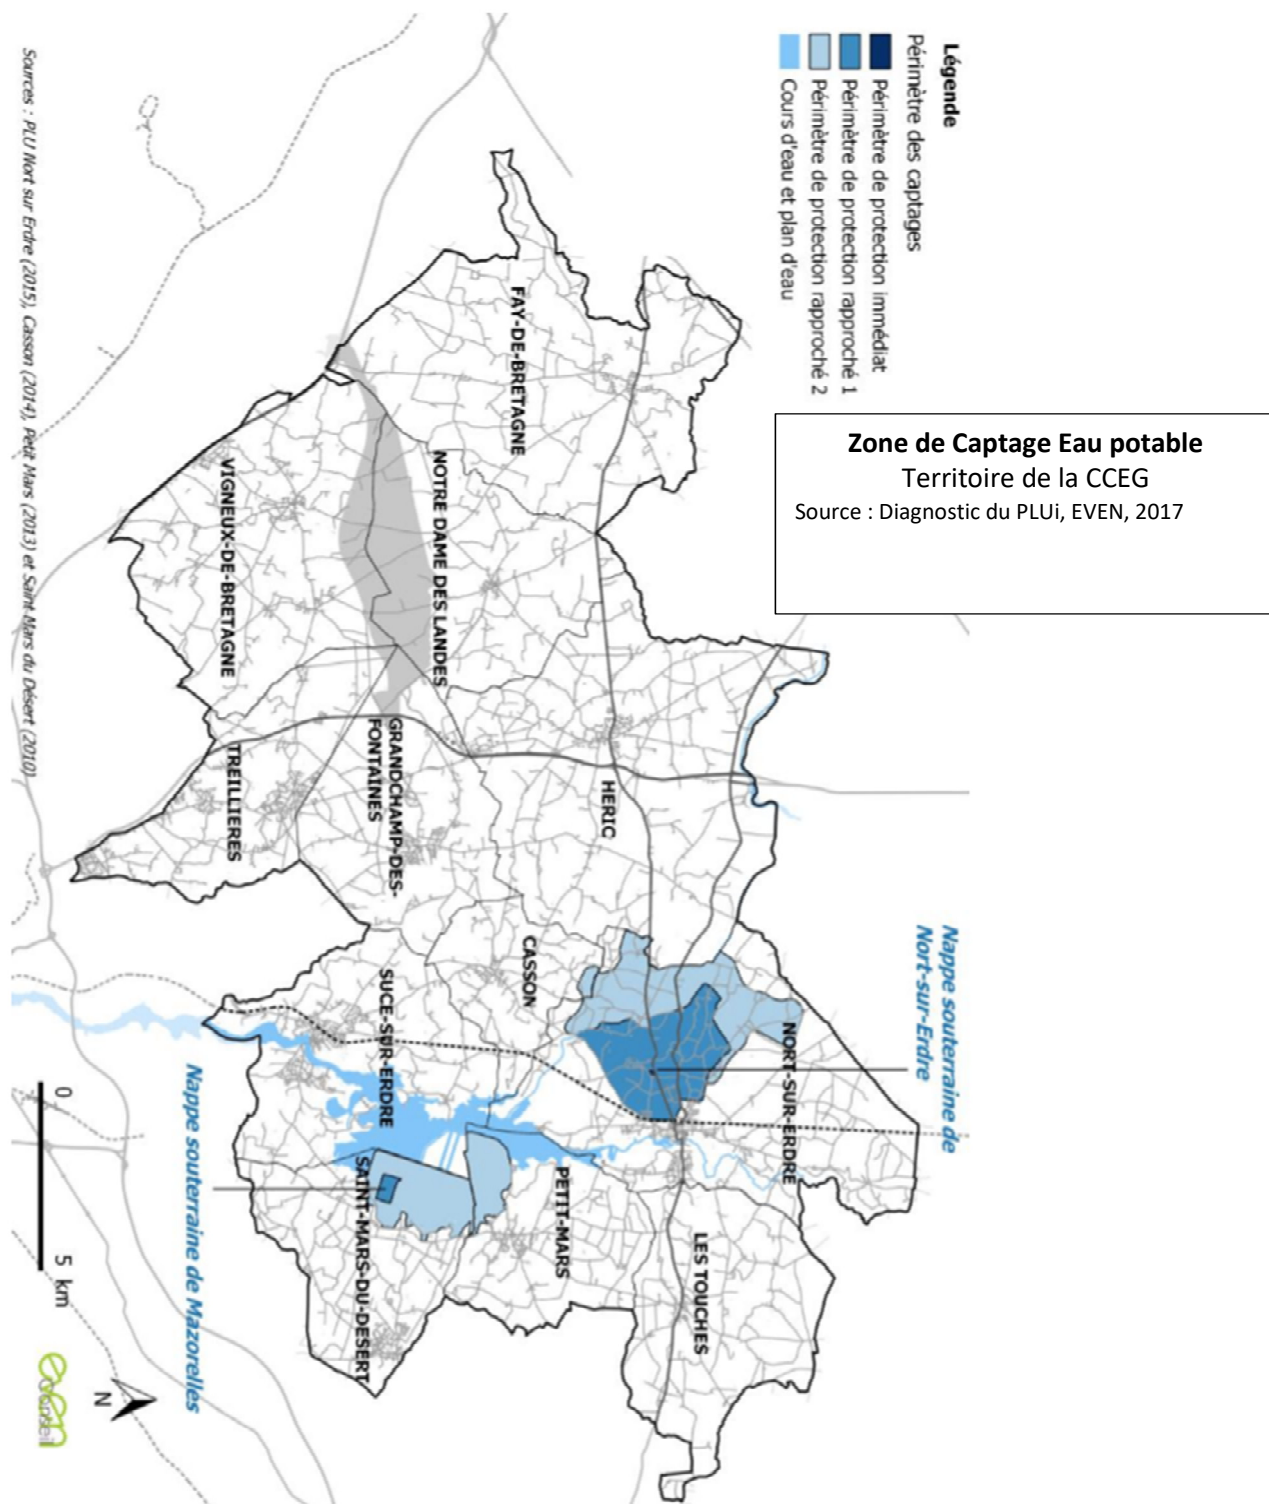 Légende
Périmètre des captages
Périmètre de protection immédiat
Périmètre de protection rapproché 1
Périmètre de protection rapproché 2
Cours d'eau et plan d'eau
Zone de Captage Eau potable
Territoire de la CCEG
Source : Diagnostic du PLUi, EVEN, 2017
Nappe souterraine de
Nort-sur-Erdre
NORT-SUR-ERDRE
LES TOUCHES
HERIC
CASSON
PETIT-MARS
FAY-DE-BRETAGNE
NOTRE DAME DES LANDES
GRANDCHAMP-DES-
FONTAINES
SUCE-SUR-ERDRE
SAINT-MARS-DU-DESERT
VIGNEUX-DE-BRETAGNE
TREILLIERES
Nappe souterraine de Mazorelles
0 5 km
N
even
Conseil
Sources : PLU Nort sur Erdre (2015), Casson (2014), Petit Mars (2013) et Saint Mars du Désert (2010)